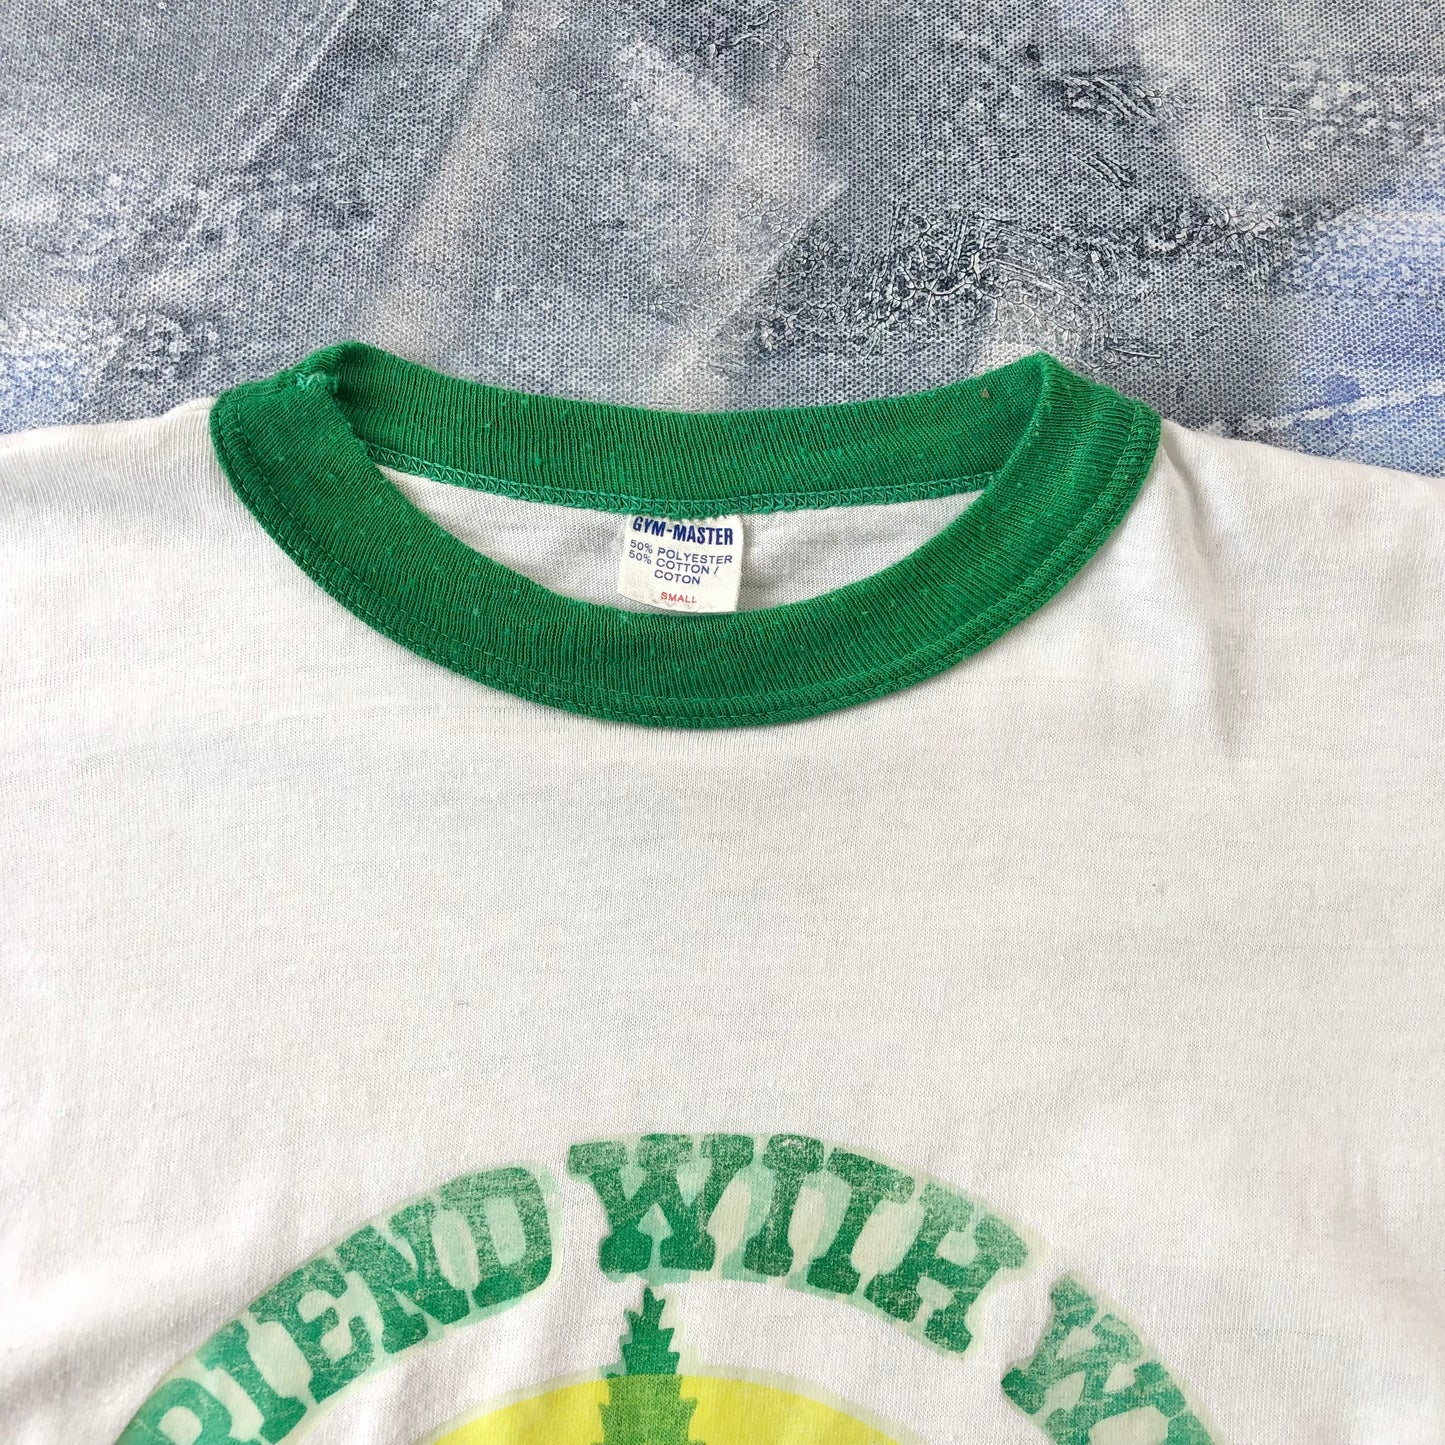 GYM-MASTER
50% POLYESTER
50% COTTON /
COTON
SMALL
RIEND WITH